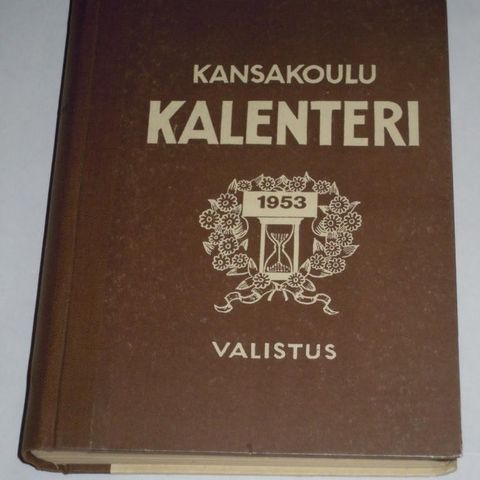 KANSAKOULU
KALENTERI
1953
VALISTUS